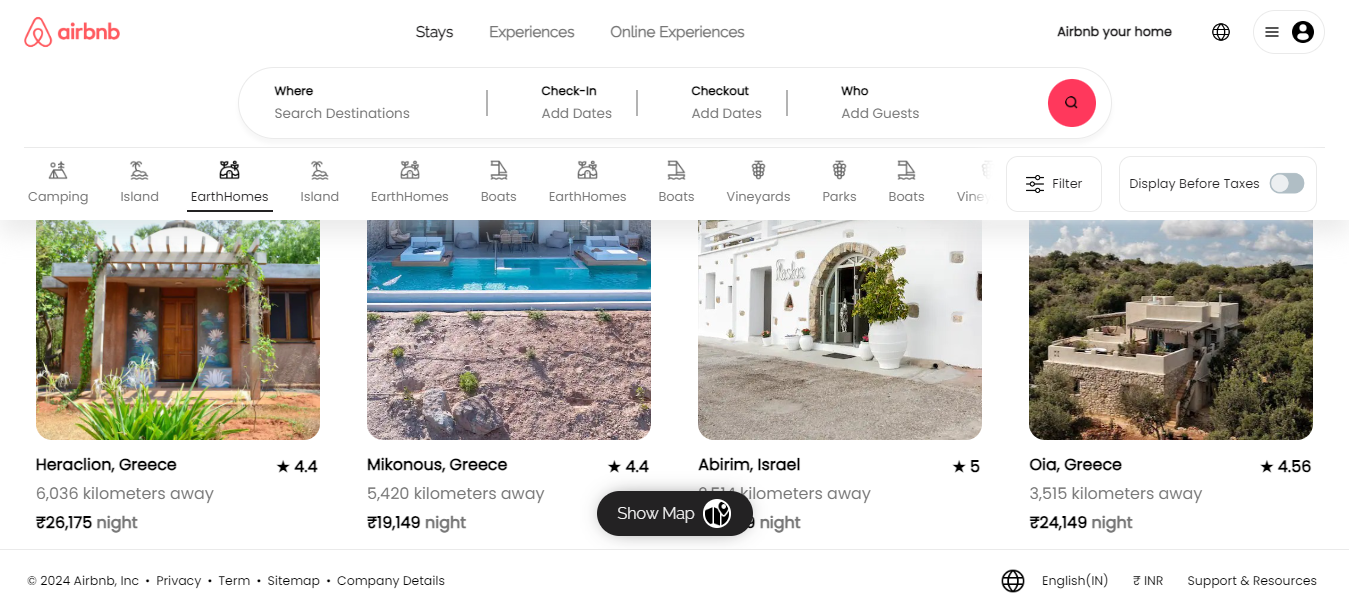 airbnb
Stays Experiences Online Experiences
Airbnb your home
Where Check-In Checkout Who
Search Destinations Add Dates Add Dates Add Guests
Camping Island EarthHomes Island EarthHomes Boats EarthHomes Boats Vineyards Parks Boats
Filter Display Before Taxes
Heraclion, Greece ★ 4.4 Mikonous, Greece ★ 4.4 Abirim, Israel ★ 5 Oia, Greece ★ 4.56
6,036 kilometers away 5,420 kilometers away kilometers away 3,515 kilometers away
Show Map
₹26,175 night ₹19,149 night night ₹24,149 night
© 2024 Airbnb, Inc • Privacy • Term • Sitemap • Company Details English(IN) ₹ INR Support & Resources